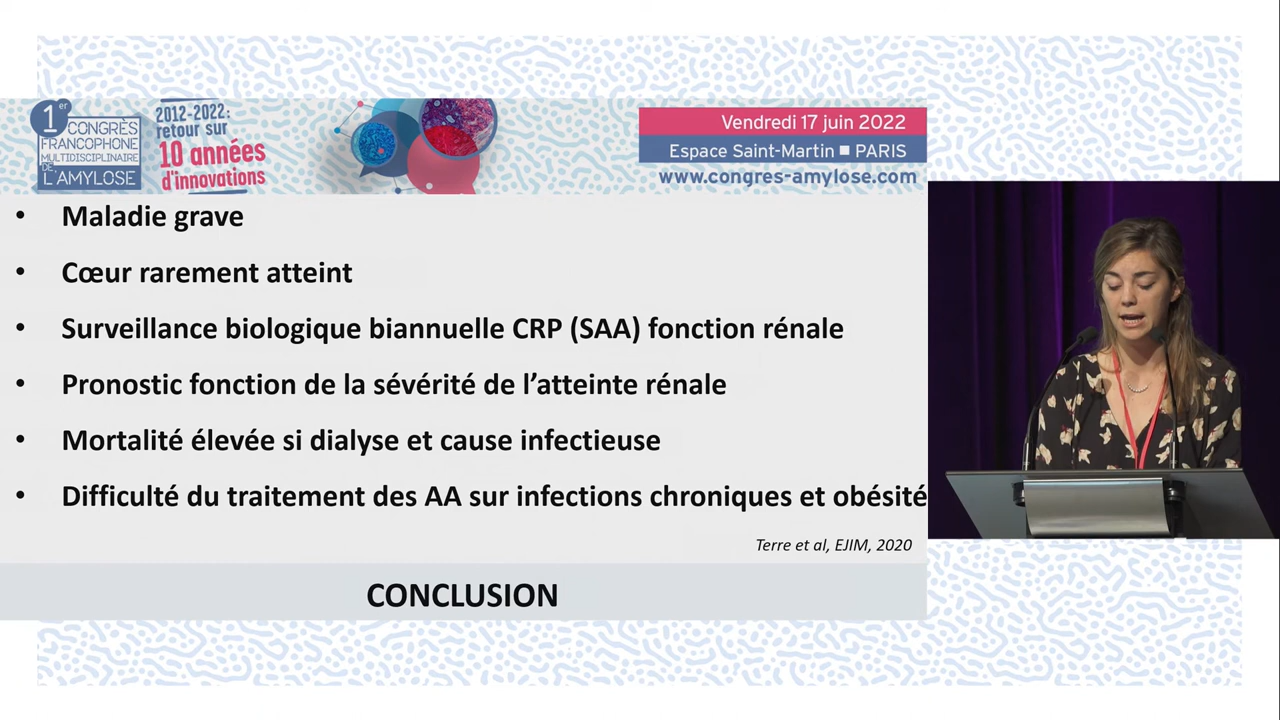 1er
CONGRÈS
FRANCOPHONE
MULTIDISCIPLINAIRE
DE
L'AMYLOSE
2012-2022:
retour sur
10 années
d'innovations
Vendredi 17 juin 2022
Espace Saint-Martin ■ PARIS
www.congres-amylose.com
• Maladie grave
• Cœur rarement atteint
• Surveillance biologique biannuelle CRP (SAA) fonction rénale
• Pronostic fonction de la sévérité de l’atteinte rénale
• Mortalité élevée si dialyse et cause infectieuse
• Difficulté du traitement des AA sur infections chroniques et obésité
Terre et al, EJIM, 2020
CONCLUSION